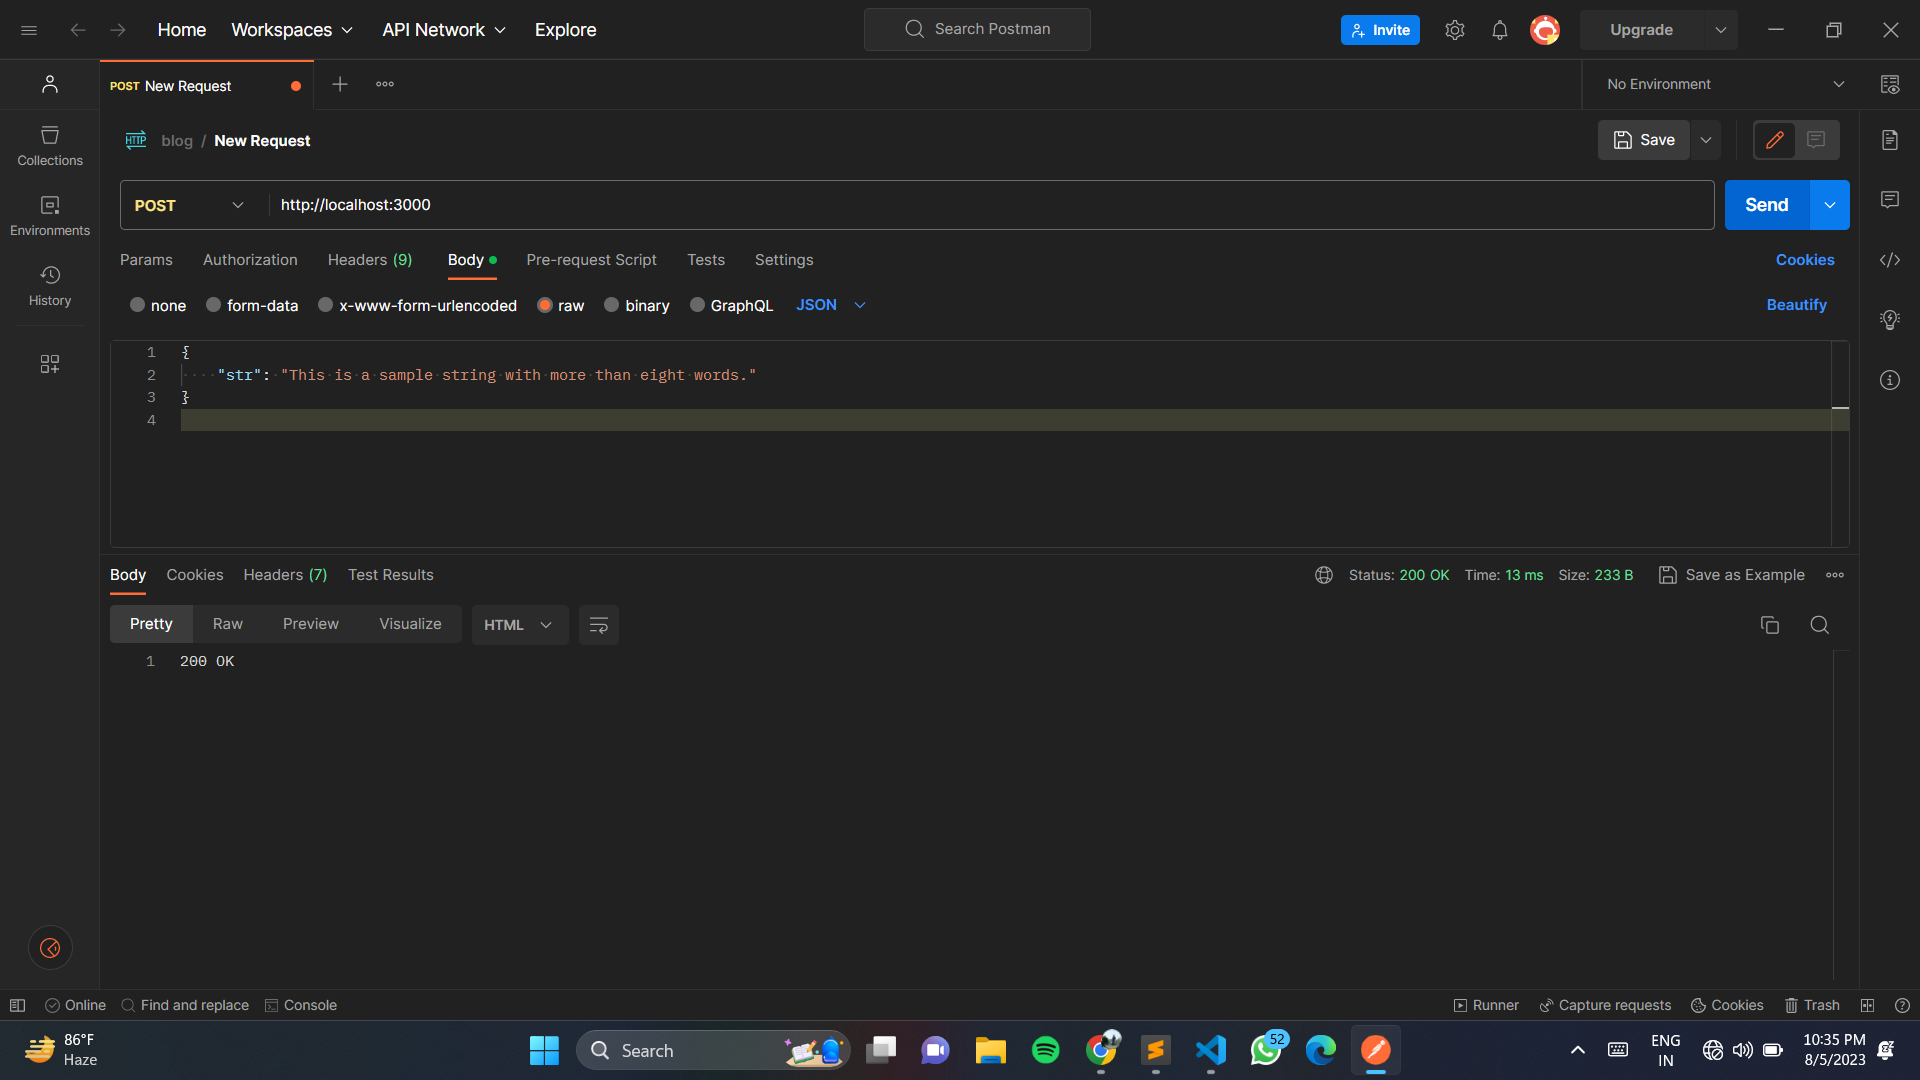 Home Workspaces API Network Explore Search Postman Invite Upgrade
POST New Request No Environment
HTTP blog / New Request Save
Collections
POST http://localhost:3000 Send
Environments
Params Authorization Headers (9) Body Pre-request Script Tests Settings Cookies
History
none form-data x-www-form-urlencoded raw binary GraphQL JSON Beautify
1 {
2 "str": "This is a sample string with more than eight words."
3 }
4
Body Cookies Headers (7) Test Results Status: 200 OK Time: 13 ms Size: 233 B Save as Example
Pretty Raw Preview Visualize HTML
1 200 OK
Online Find and replace Console Runner Capture requests Cookies Trash
86°F
Haze
Search
52
ENG
IN
10:35 PM
8/5/2023